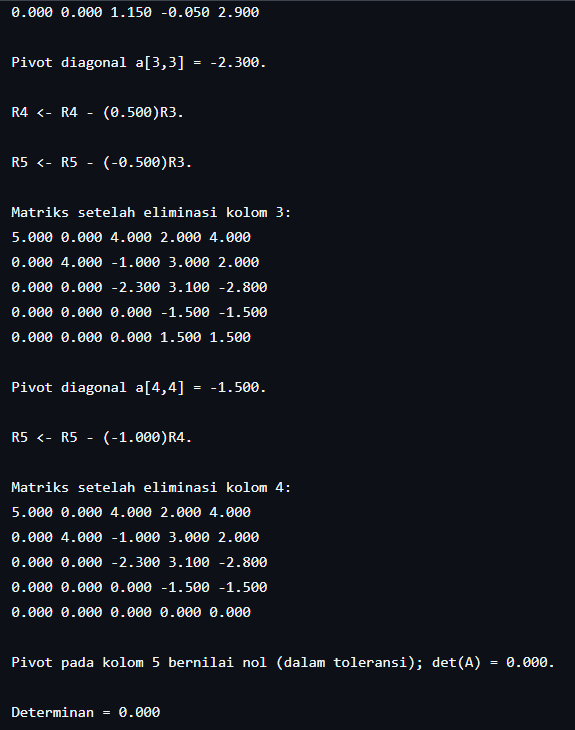 0.000 0.000 1.150 -0.050 2.900
Pivot diagonal a[3,3] = -2.300.
R4 <- R4 - (0.500)R3.
R5 <- R5 - (-0.500)R3.
Matriks setelah eliminasi kolom 3:
5.000 0.000 4.000 2.000 4.000
0.000 4.000 -1.000 3.000 2.000
0.000 0.000 -2.300 3.100 -2.800
0.000 0.000 0.000 -1.500 -1.500
0.000 0.000 0.000 1.500 1.500
Pivot diagonal a[4,4] = -1.500.
R5 <- R5 - (-1.000)R4.
Matriks setelah eliminasi kolom 4:
5.000 0.000 4.000 2.000 4.000
0.000 4.000 -1.000 3.000 2.000
0.000 0.000 -2.300 3.100 -2.800
0.000 0.000 0.000 -1.500 -1.500
0.000 0.000 0.000 0.000 0.000
Pivot pada kolom 5 bernilai nol (dalam toleransi); det(A) = 0.000.
Determinan = 0.000